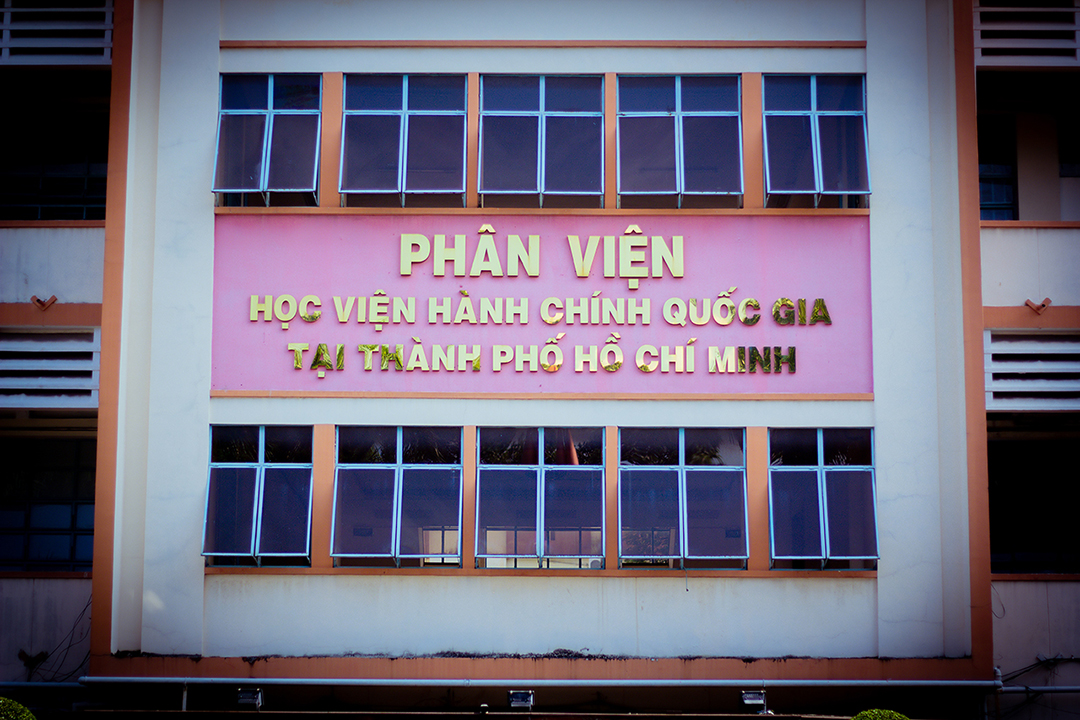 PHÂN VIỆN
HỌC VIỆN HÀNH CHÍNH QUỐC GIA
TẠI THÀNH PHỐ HỒ CHÍ MINH